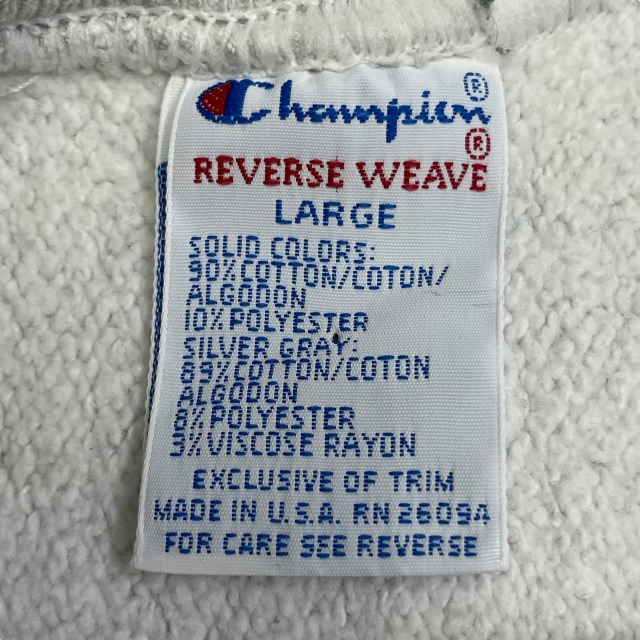 Champion®
REVERSE WEAVE®
LARGE
SOLID COLORS:
90% COTTON/COTON/
ALGODON
10% POLYESTER
SILVER GRAY:
89% COTTON/COTON
ALGODON
8% POLYESTER
3% VISCOSE RAYON
EXCLUSIVE OF TRIM
MADE IN U.S.A. RN 26094
FOR CARE SEE REVERSE